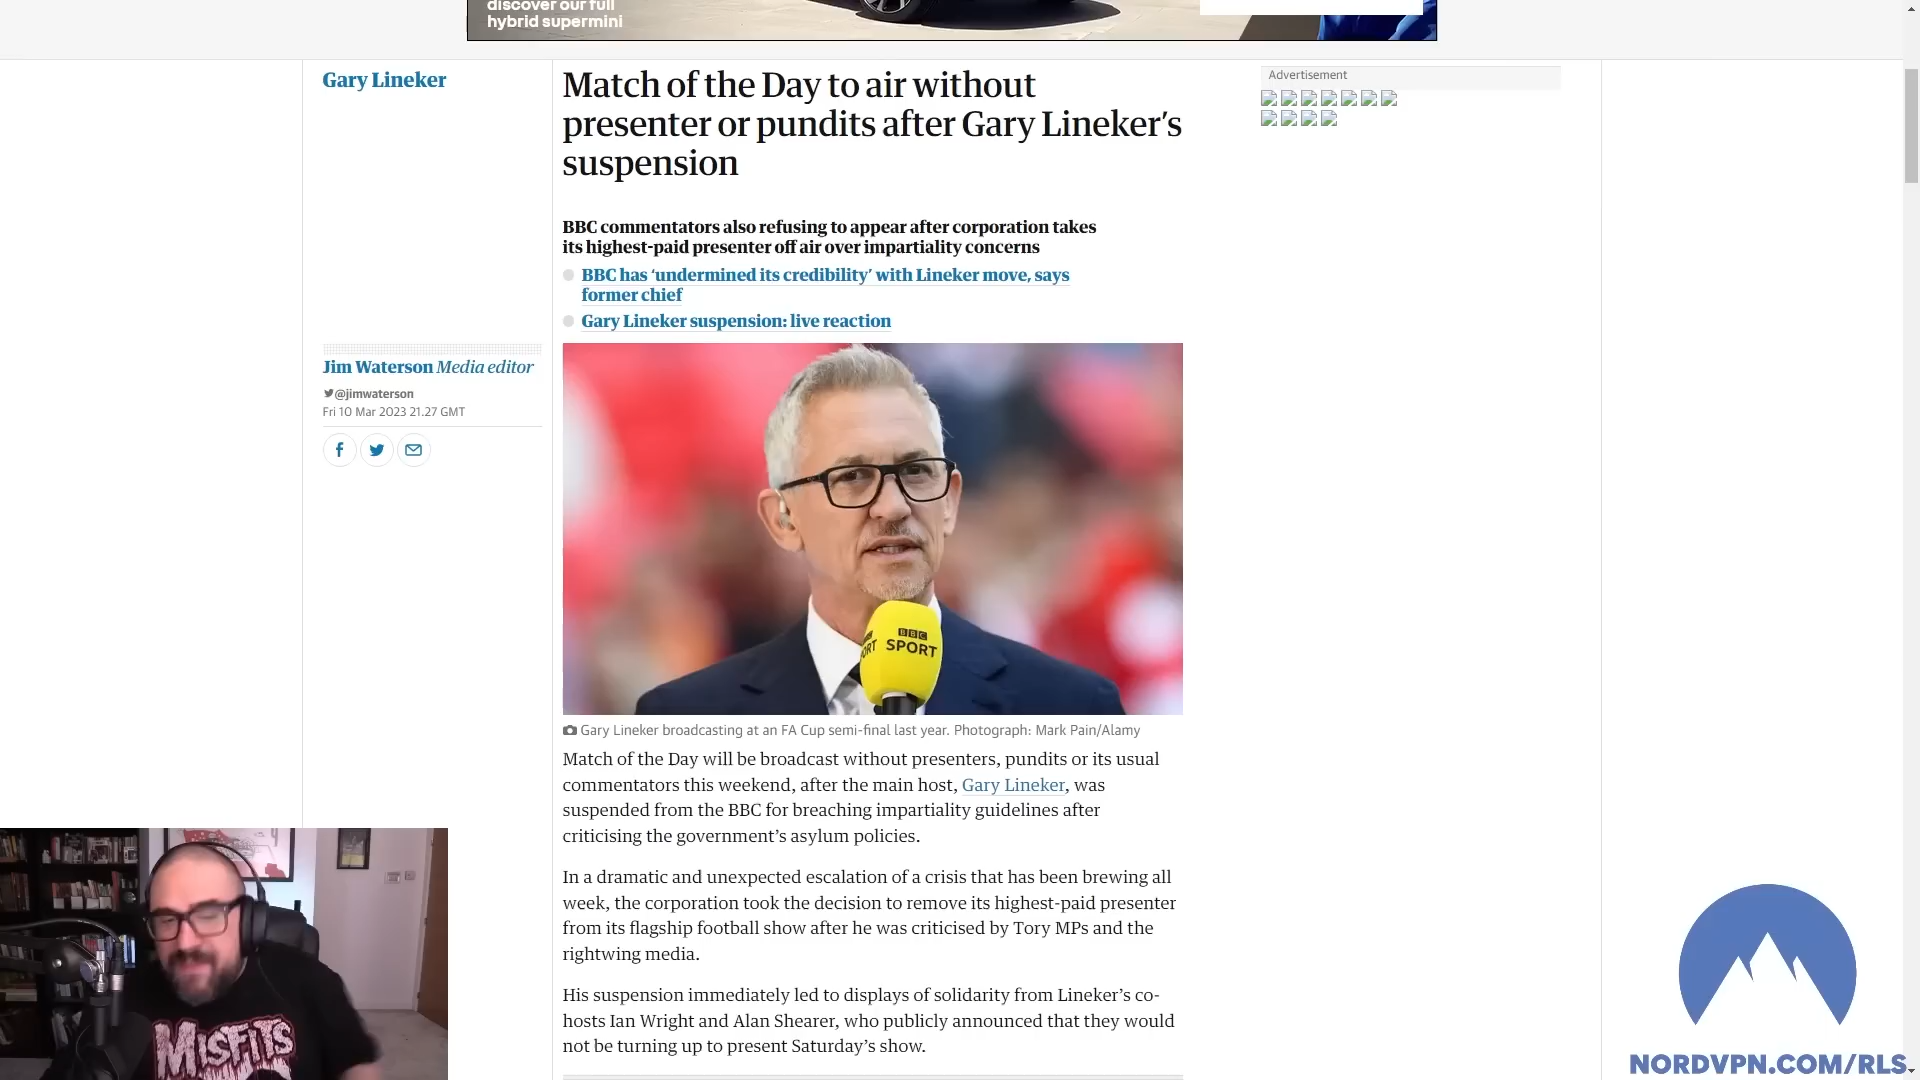 discover our full
hybrid supermini
Gary Lineker
Match of the Day to air without
presenter or pundits after Gary Lineker’s
suspension
Advertisement
BBC commentators also refusing to appear after corporation takes
its highest-paid presenter off air over impartiality concerns
BBC has ‘undermined its credibility’ with Lineker move, says
former chief
Gary Lineker suspension: live reaction
Jim Waterson Media editor
@jimwaterson
Fri 10 Mar 2023 21.27 GMT
BBC
SPORT
Gary Lineker broadcasting at an FA Cup semi-final last year. Photograph: Mark Pain/Alamy
Match of the Day will be broadcast without presenters, pundits or its usual
commentators this weekend, after the main host, Gary Lineker, was
suspended from the BBC for breaching impartiality guidelines after
criticising the government’s asylum policies.
In a dramatic and unexpected escalation of a crisis that has been brewing all
week, the corporation took the decision to remove its highest-paid presenter
from its flagship football show after he was criticised by Tory MPs and the
rightwing media.
His suspension immediately led to displays of solidarity from Lineker’s co-
hosts Ian Wright and Alan Shearer, who publicly announced that they would
not be turning up to present Saturday’s show.
MISFITS
NORDVPN.COM/RLS